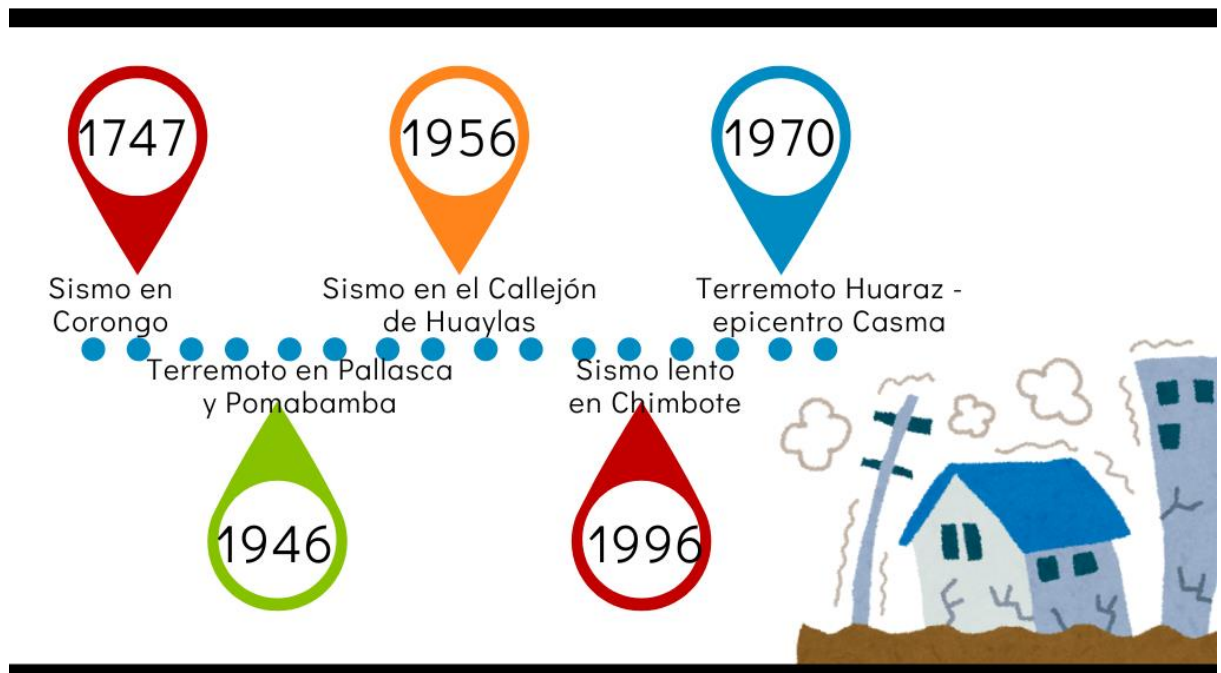 1747
Sismo en
Corongo
1956
Sismo en el Callejón
de Huaylas
1970
Terremoto Huaraz -
epicentro Casma
Terremoto en Pallasca
y Pomabamba
1946
Sismo lento
en Chimbote
1996